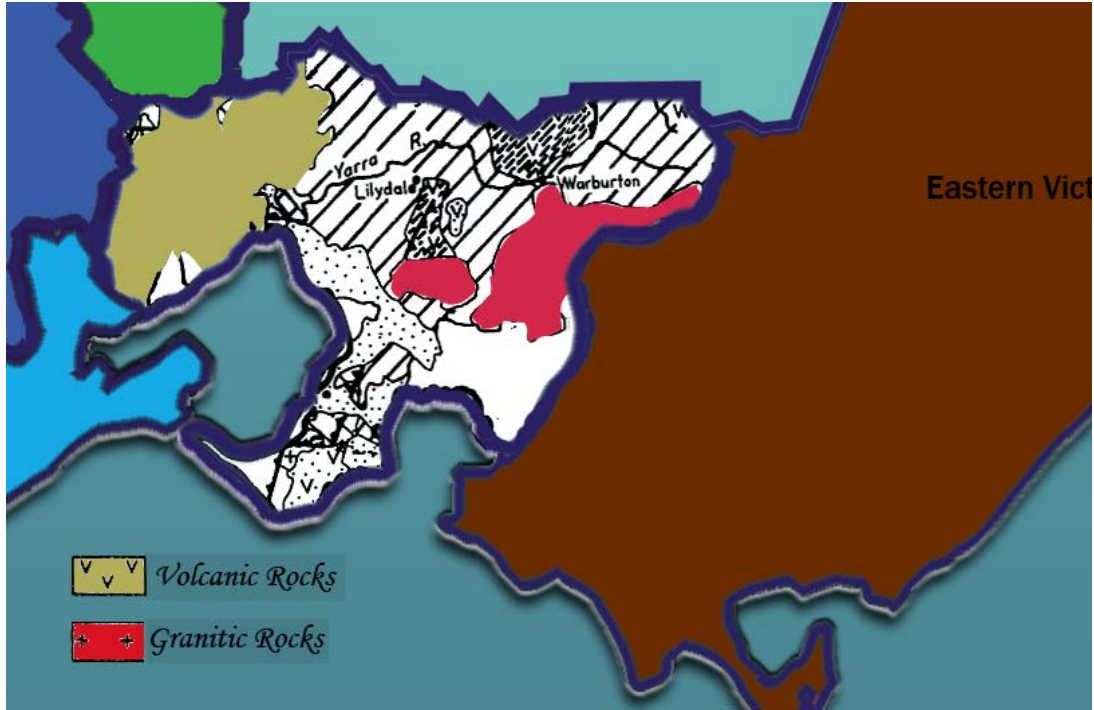 W
Yarra R.
Lilydale
Warburton
Eastern Vict
Volcanic Rocks
Granitic Rocks